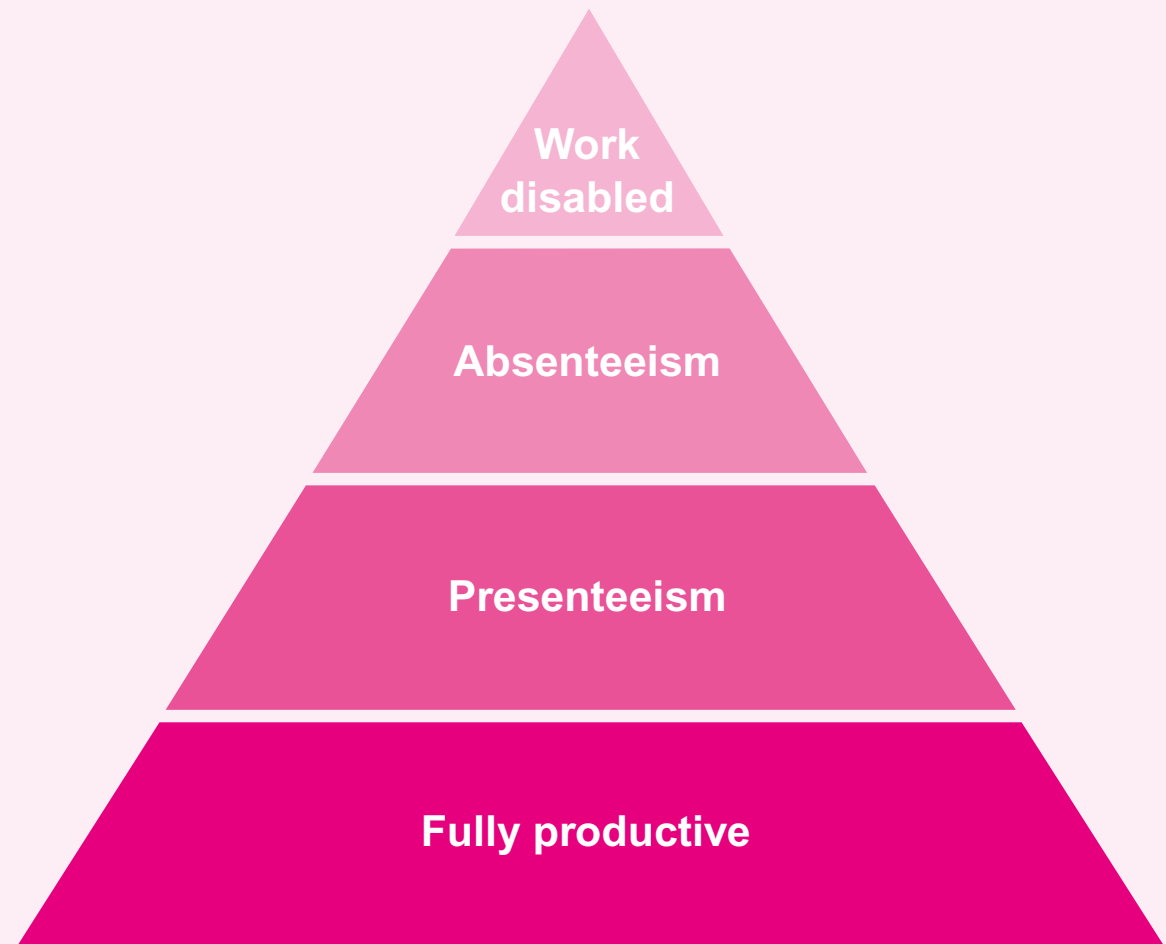 Work
disabled
Absenteeism
Presenteeism
Fully productive